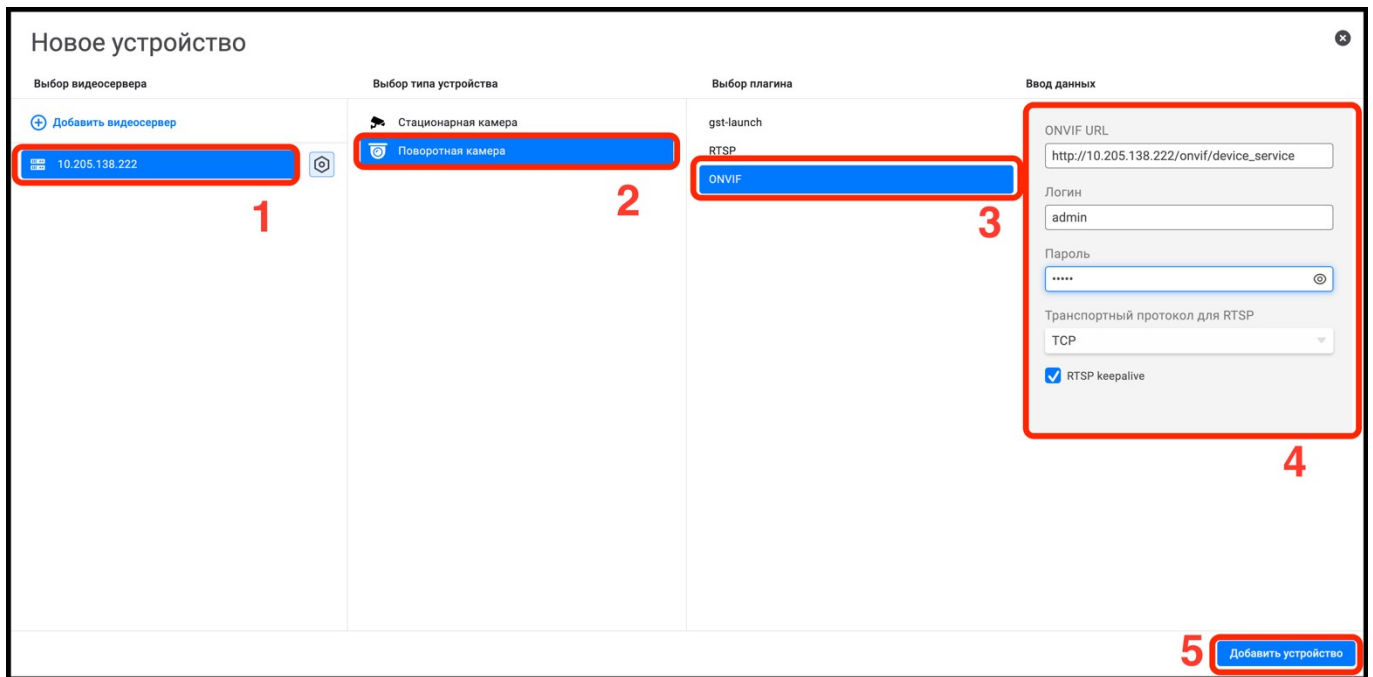 Новое устройство
Выбор видеосервера
Выбор типа устройства
Выбор плагина
Ввод данных
Добавить видеосервер
10.205.138.222
1
Стационарная камера
Поворотная камера
2
gst-launch
RTSP
ONVIF
3
ONVIF URL
http://10.205.138.222/onvif/device_service
Логин
admin
Пароль
•••••
Транспортный протокол для RTSP
TCP
RTSP keepalive
4
5
Добавить устройство